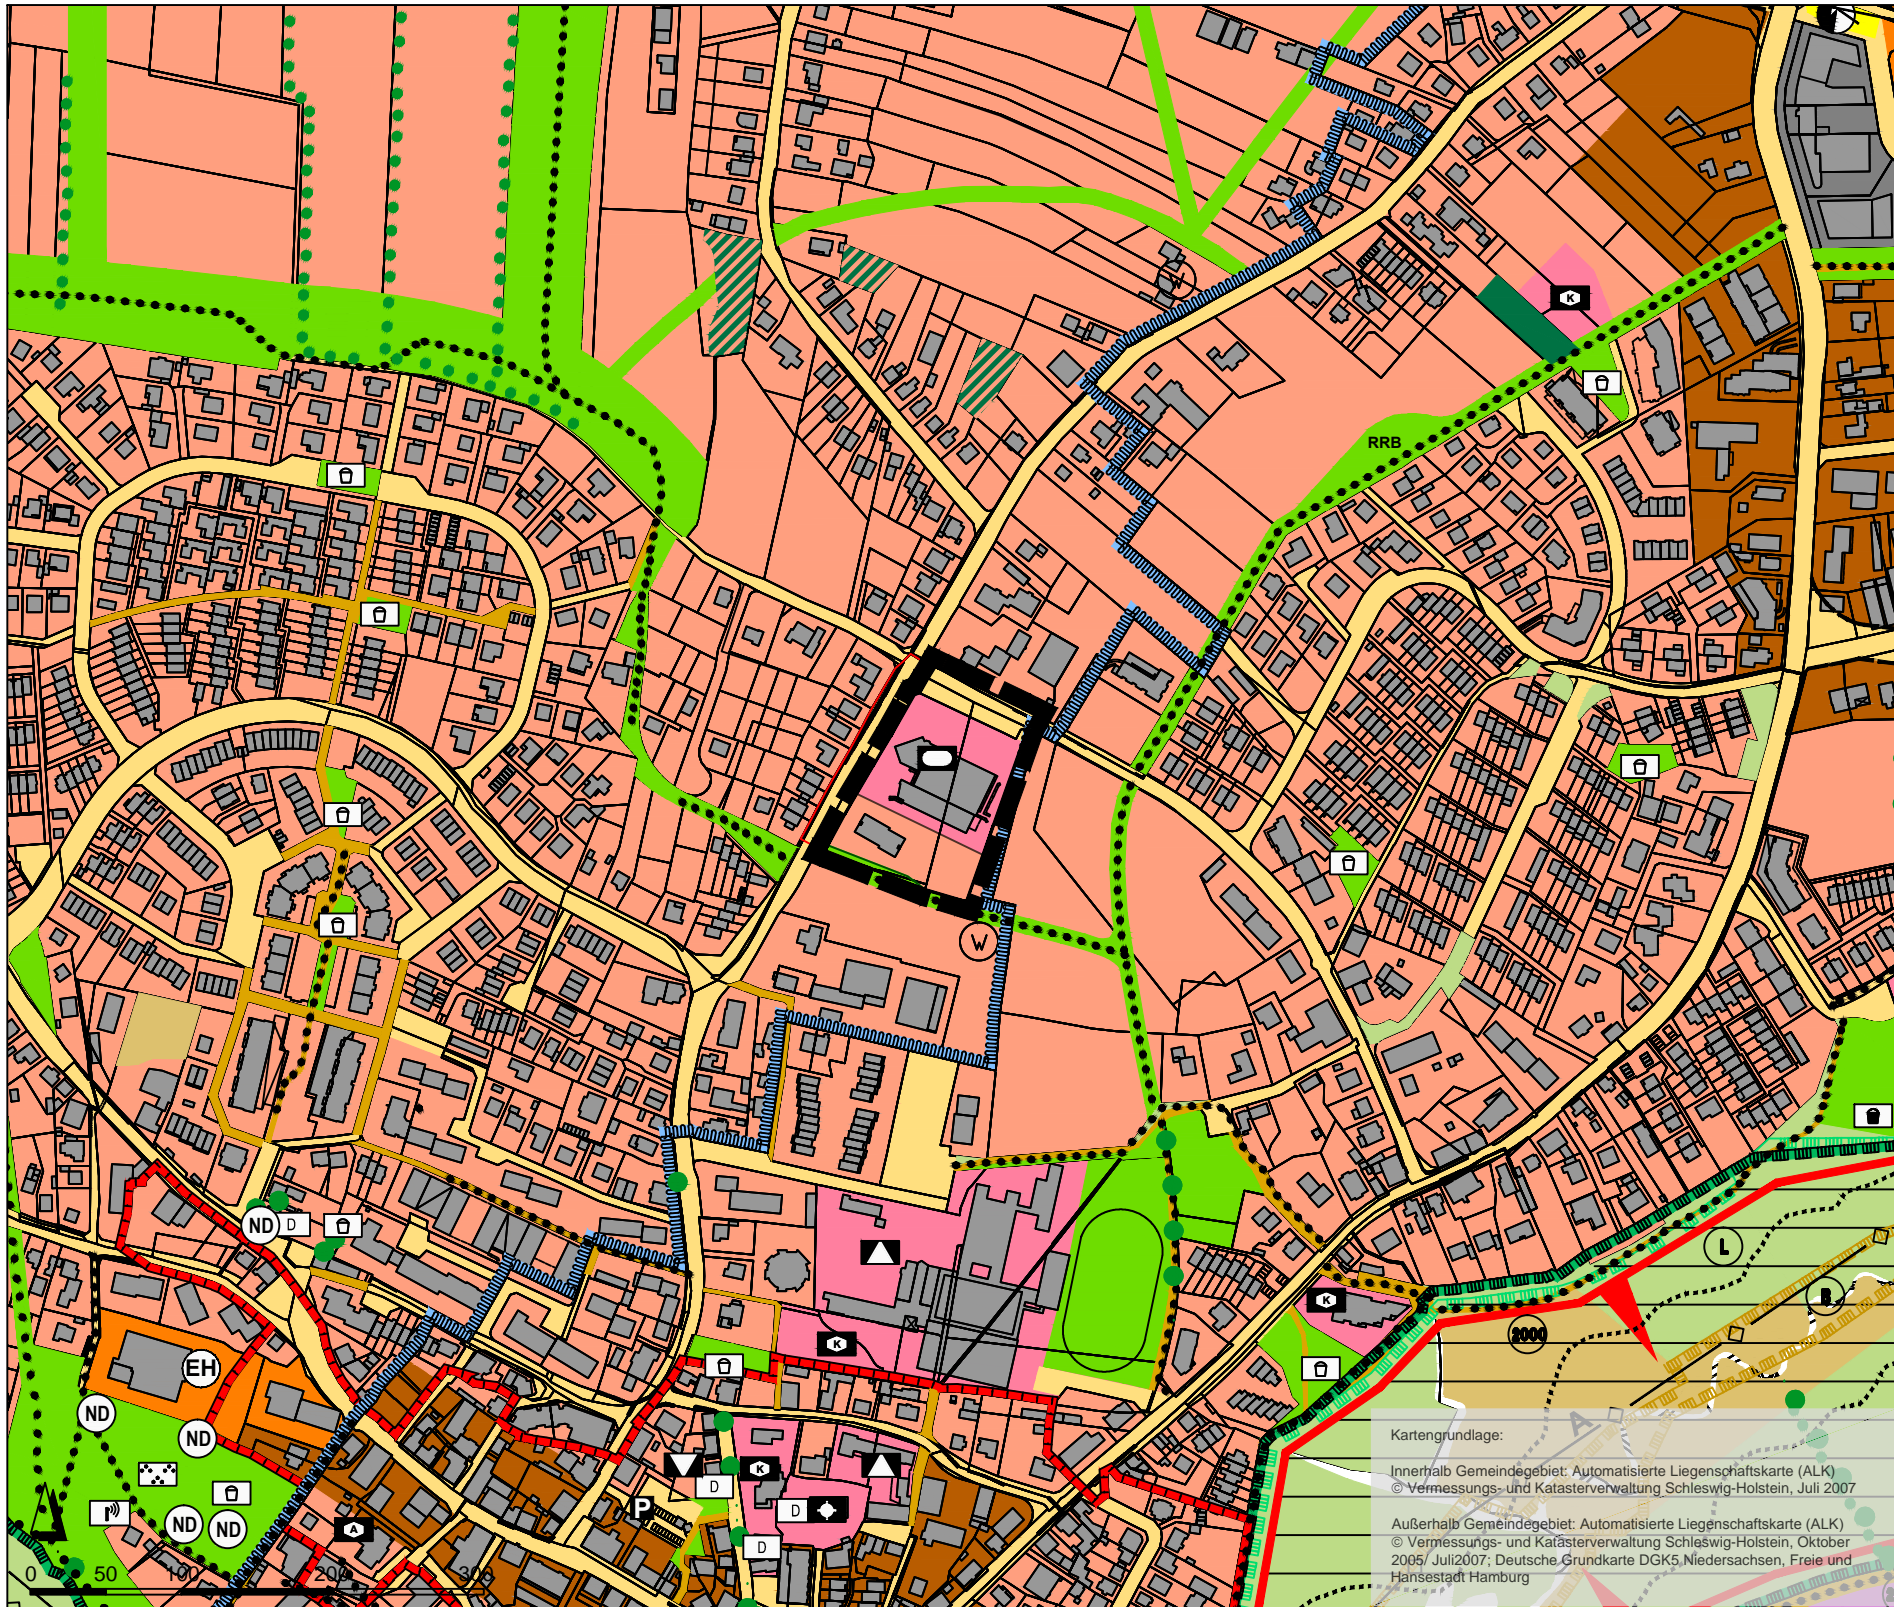 K
RRB
W
ND
D
L
B
2000
K
EH
K
ND
ND
K
D
P
D
ND
ND
A
D
A
0 50 100 200 300
Kartengrundlage:
Innerhalb Gemeindegebiet: Automatisierte Liegenschaftskarte (ALK)
© Vermessungs- und Katasterverwaltung Schleswig-Holstein, Juli 2007
Außerhalb Gemeindegebiet: Automatisierte Liegenschaftskarte (ALK)
© Vermessungs- und Katasterverwaltung Schleswig-Holstein, Oktober
2005, Juli2007; Deutsche Grundkarte DGK5 Niedersachsen, Freie und
Hansestadt Hamburg